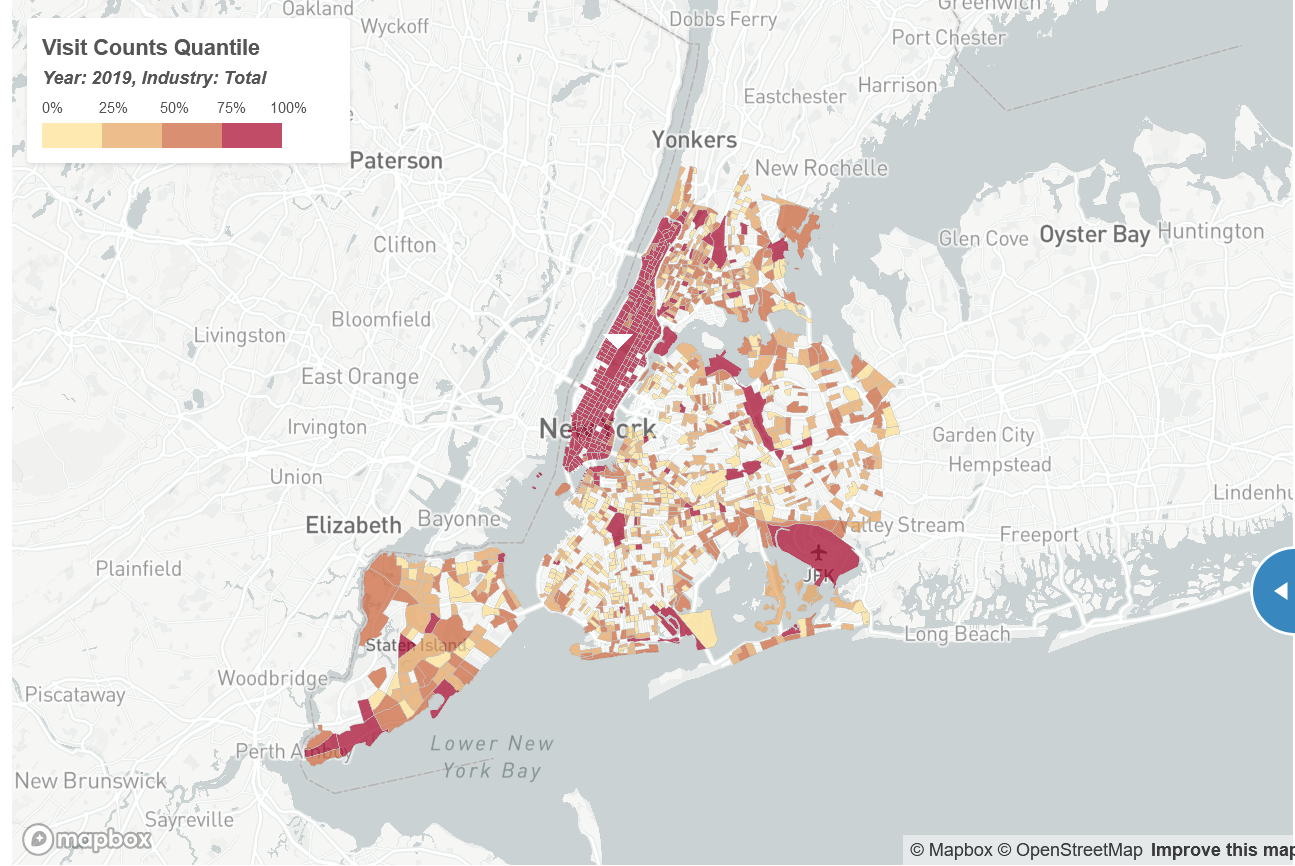 Visit Counts Quantile
Year: 2019, Industry: Total
0% 25% 50% 75% 100%
Oakland
Wyckoff
Dobbs Ferry
Greenwich
Port Chester
Harrison
Eastchester
Yonkers
Paterson
New Rochelle
Clifton
Glen Cove
Oyster Bay
Huntington
Livingston
Bloomfield
East Orange
Irvington
New York
Garden City
Hempstead
Union
Lindenhu
Elizabeth
Bayonne
Valley Stream
Freeport
Plainfield
JFK
Long Beach
Staten Island
Woodbridge
Piscataway
Perth Amboy
Lower New
York Bay
New Brunswick
Sayreville
mapbox
© Mapbox © OpenStreetMap Improve this map